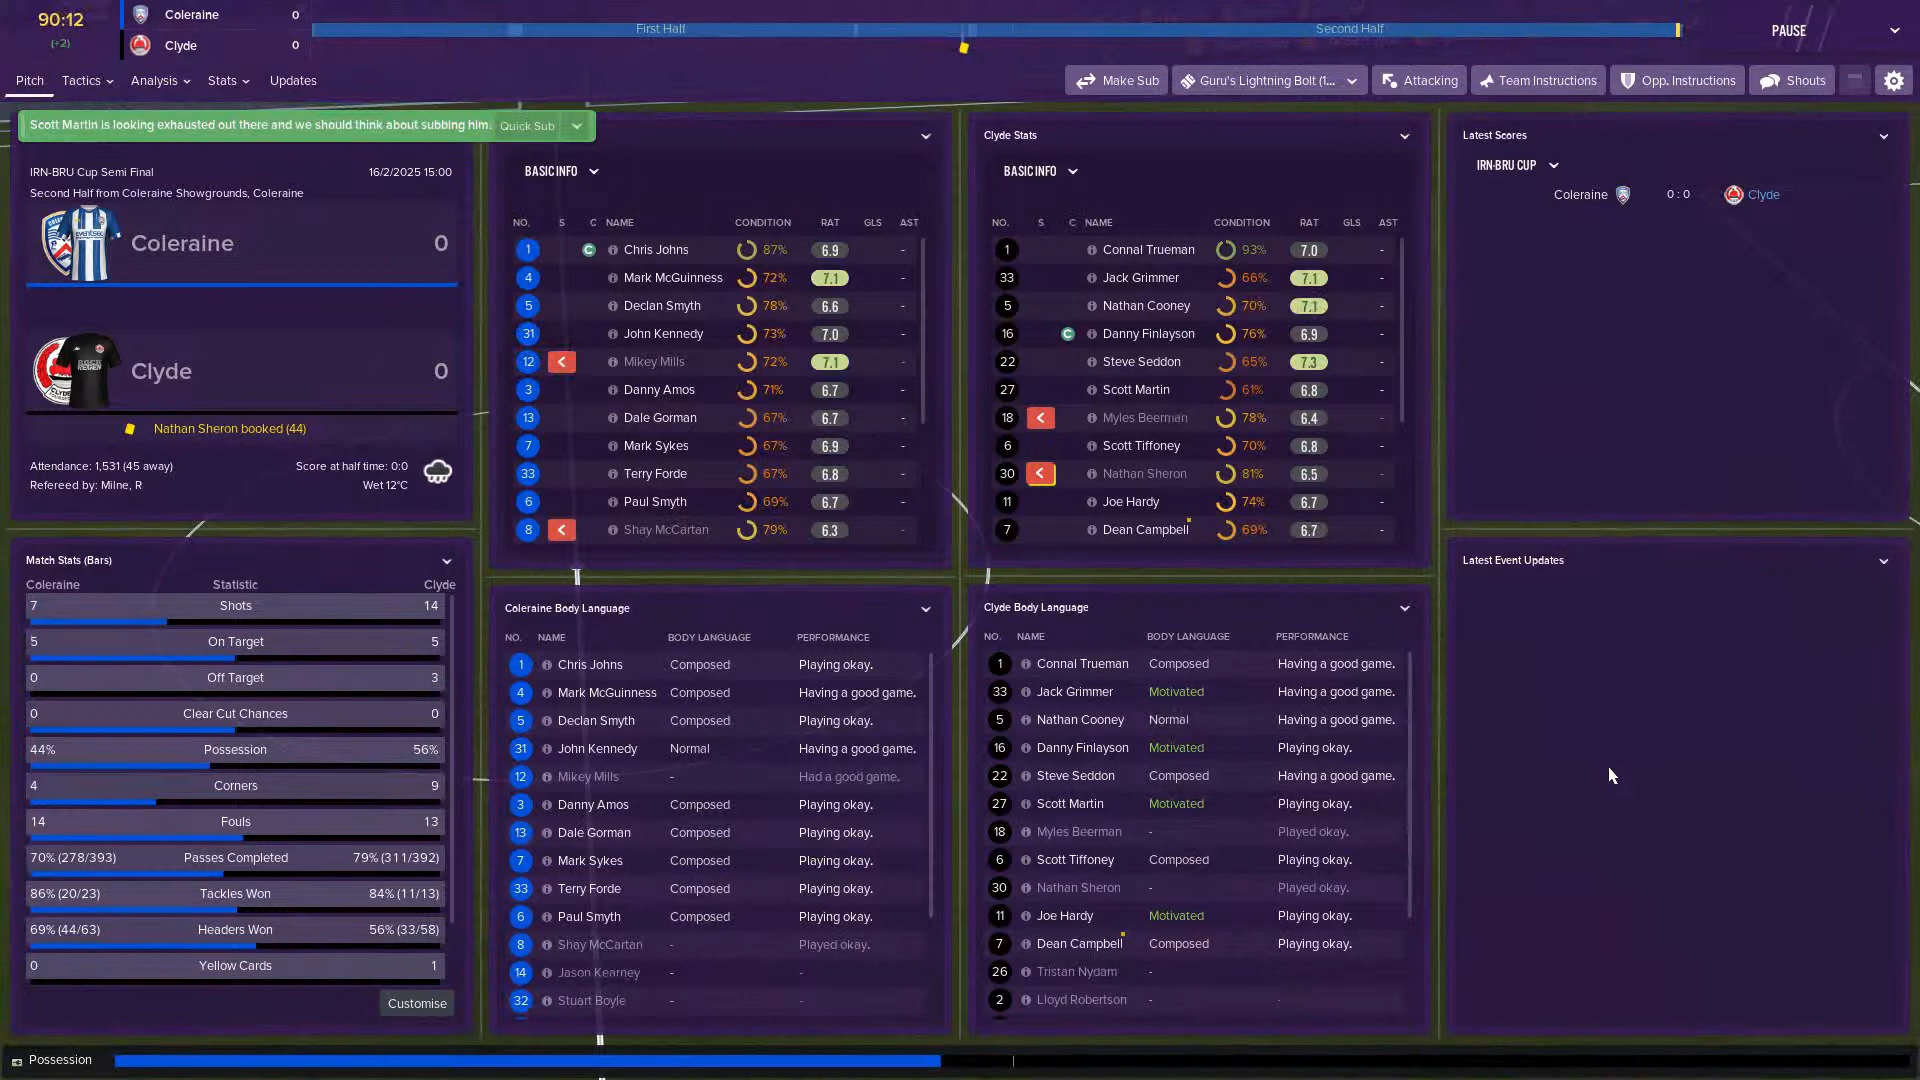 90:12
(+2)
Coleraine 0
Clyde 0
First Half
Second Half
PAUSE
Pitch Tactics Analysis Stats Updates
Make Sub Guru's Lightning Bolt (1... Attacking Team Instructions Opp. Instructions Shouts
Scott Martin is looking exhausted out there and we should think about subbing him. Quick Sub
IRN-BRU Cup Semi Final 16/2/2025 15:00
Second Half from Coleraine Showgrounds, Coleraine
Coleraine 0
Clyde 0
Nathan Sheron booked (44)
Attendance: 1,531 (45 away) Score at half time: 0:0
Refereed by: Milne, R Wet 12°C
Match Stats (Bars)
Coleraine Statistic Clyde
7 Shots 14
5 On Target 5
0 Off Target 3
0 Clear Cut Chances 0
44% Possession 56%
4 Corners 9
14 Fouls 13
70% (278/393) Passes Completed 79% (311/392)
86% (20/23) Tackles Won 84% (11/13)
69% (44/63) Headers Won 56% (33/58)
0 Yellow Cards 1
Customise
BASIC INFO
NO. S C NAME CONDITION RAT GLS AST
1 C Chris Johns 87% 6.9 -
4 Mark McGuinness 72% 7.1 -
5 Declan Smyth 78% 6.6 -
31 John Kennedy 73% 7.0 -
12 Mikey Mills 72% 7.1 -
3 Danny Amos 71% 6.7 -
13 Dale Gorman 67% 6.7 -
7 Mark Sykes 67% 6.9 -
33 Terry Forde 67% 6.8 -
6 Paul Smyth 69% 6.7 -
8 Shay McCartan 79% 6.3 -
Clyde Stats
BASIC INFO
NO. S C NAME CONDITION RAT GLS AST
1 Connal Trueman 93% 7.0 -
33 Jack Grimmer 66% 7.1 -
5 Nathan Cooney 70% 7.1 -
16 C Danny Finlayson 76% 6.9 -
22 Steve Seddon 65% 7.3 -
27 Scott Martin 61% 6.8 -
18 Myles Beerman 78% 6.4 -
6 Scott Tiffoney 70% 6.8 -
30 Nathan Sheron 81% 6.5 -
11 Joe Hardy 74% 6.7 -
7 Dean Campbell 69% 6.7 -
Coleraine Body Language
NO. NAME BODY LANGUAGE PERFORMANCE
1 Chris Johns Composed Playing okay.
4 Mark McGuinness Composed Having a good game.
5 Declan Smyth Composed Playing okay.
31 John Kennedy Normal Having a good game.
12 Mikey Mills - Had a good game.
3 Danny Amos Composed Playing okay.
13 Dale Gorman Composed Playing okay.
7 Mark Sykes Composed Playing okay.
33 Terry Forde Composed Playing okay.
6 Paul Smyth Composed Playing okay.
8 Shay McCartan - Played okay.
14 Jason Kearney - -
32 Stuart Boyle - -
Clyde Body Language
NO. NAME BODY LANGUAGE PERFORMANCE
1 Connal Trueman Composed Having a good game.
33 Jack Grimmer Motivated Having a good game.
5 Nathan Cooney Normal Having a good game.
16 Danny Finlayson Motivated Playing okay.
22 Steve Seddon Composed Having a good game.
27 Scott Martin Motivated Playing okay.
18 Myles Beerman - Played okay.
6 Scott Tiffoney Composed Playing okay.
30 Nathan Sheron - Played okay.
11 Joe Hardy Motivated Playing okay.
7 Dean Campbell Composed Playing okay.
26 Tristan Nydam - -
2 Lloyd Robertson - -
Latest Scores
IRN-BRU CUP
Coleraine 0 : 0 Clyde
Latest Event Updates
Possession